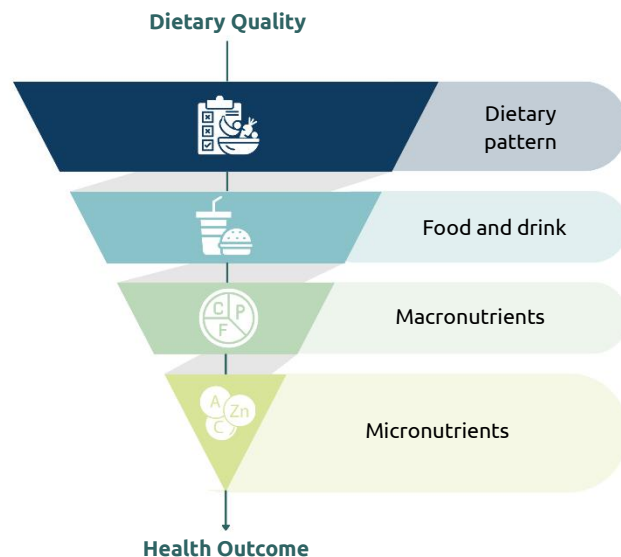 Dietary Quality
Dietary
pattern
Food and drink
C P
F
Macronutrients
A
Zn
C
Micronutrients
Health Outcome